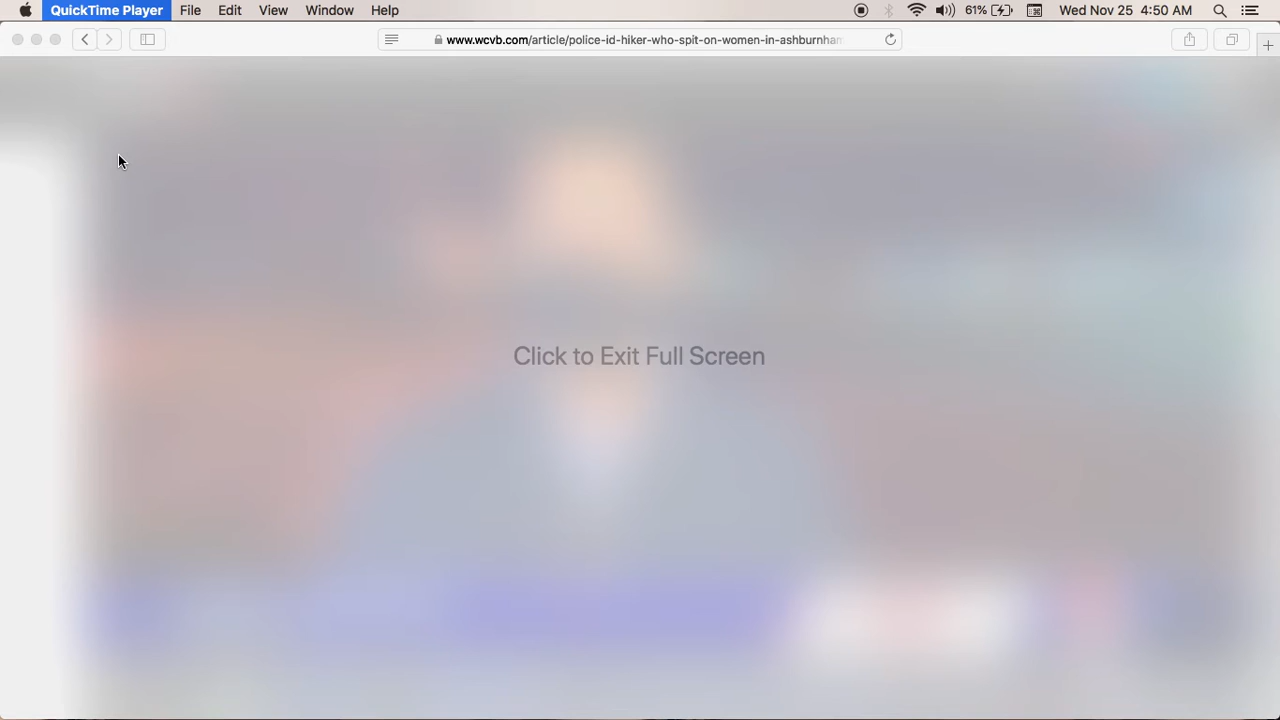 QuickTime Player File Edit View Window Help 61% Wed Nov 25 4:50 AM
www.wcvb.com/article/police-id-hiker-who-spit-on-women-in-ashburnham
Click to Exit Full Screen